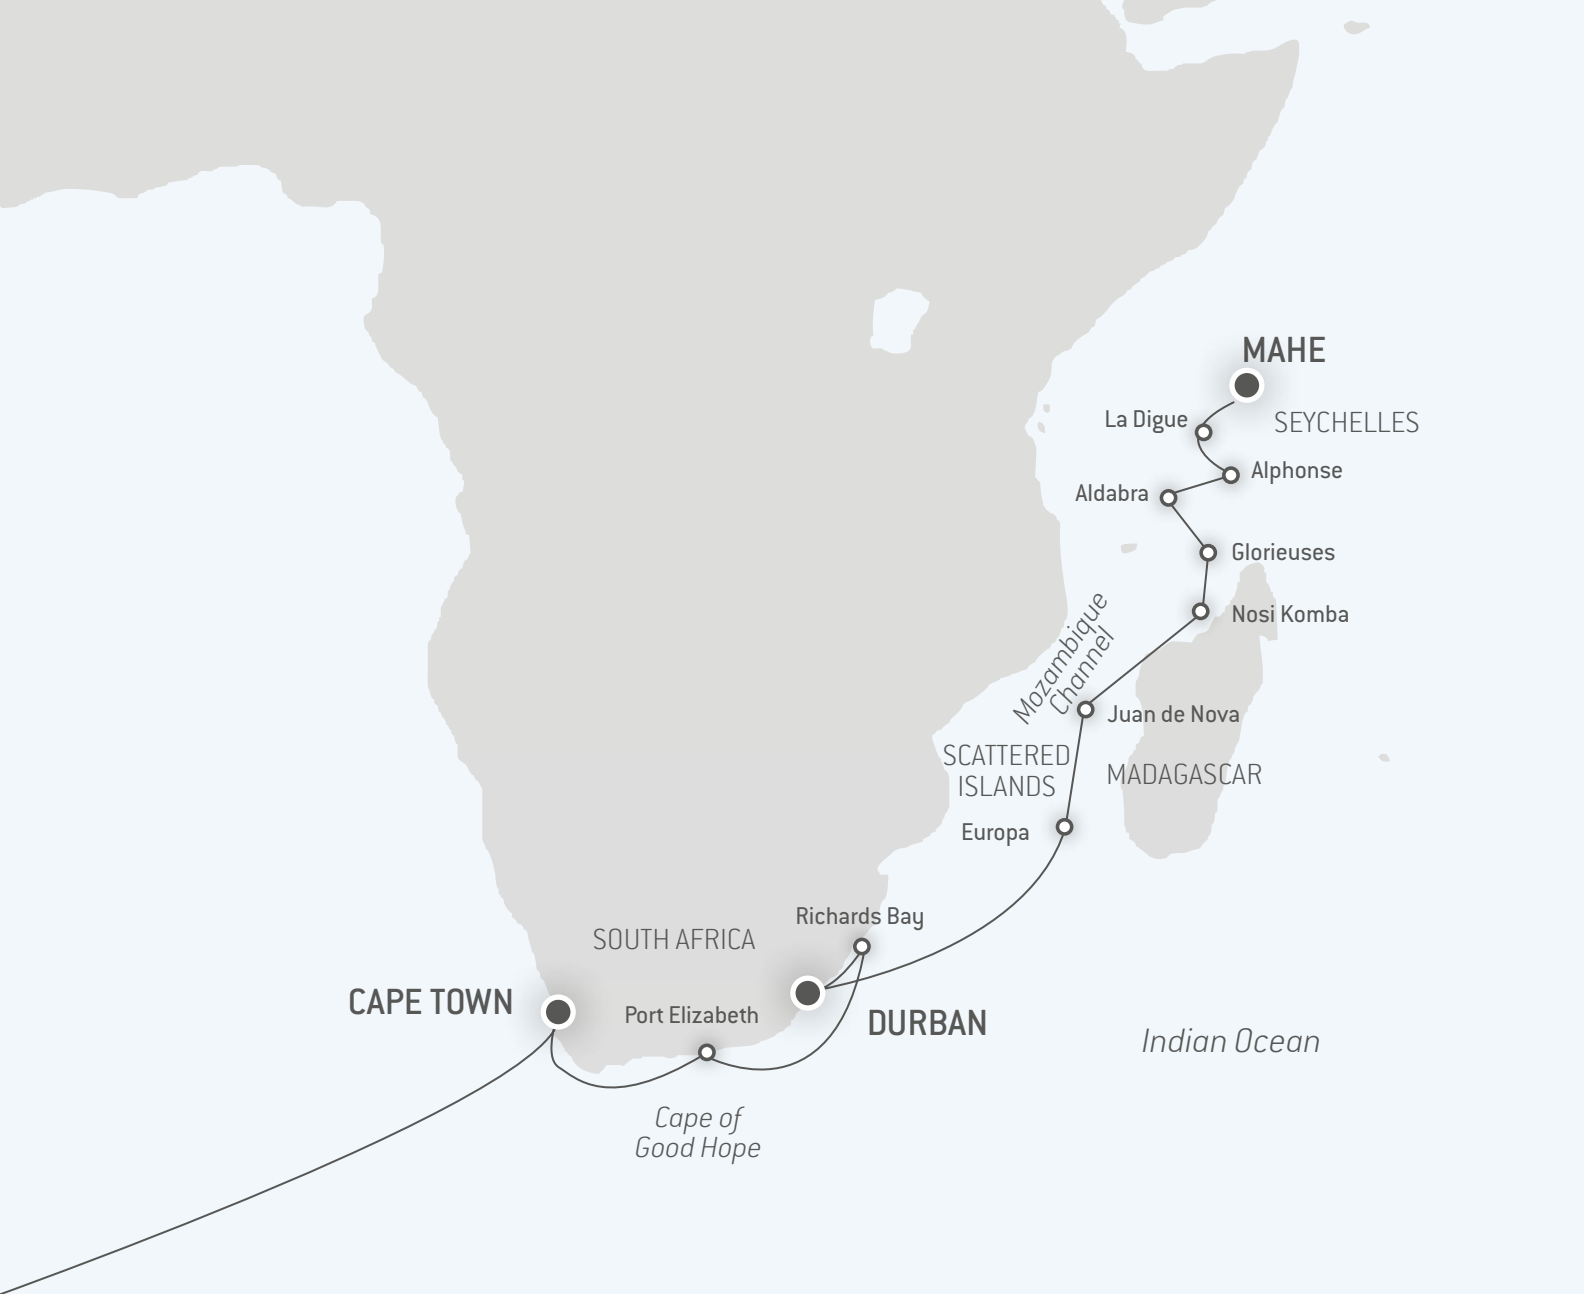 MAHE
La Digue
SEYCHELLES
Alphonse
Aldabra
Glorieuses
Nosi Komba
Mozambique
Channel
Juan de Nova
SCATTERED
ISLANDS
MADAGASCAR
Europa
Richards Bay
SOUTH AFRICA
CAPE TOWN
Port Elizabeth
DURBAN
Indian Ocean
Cape of
Good Hope